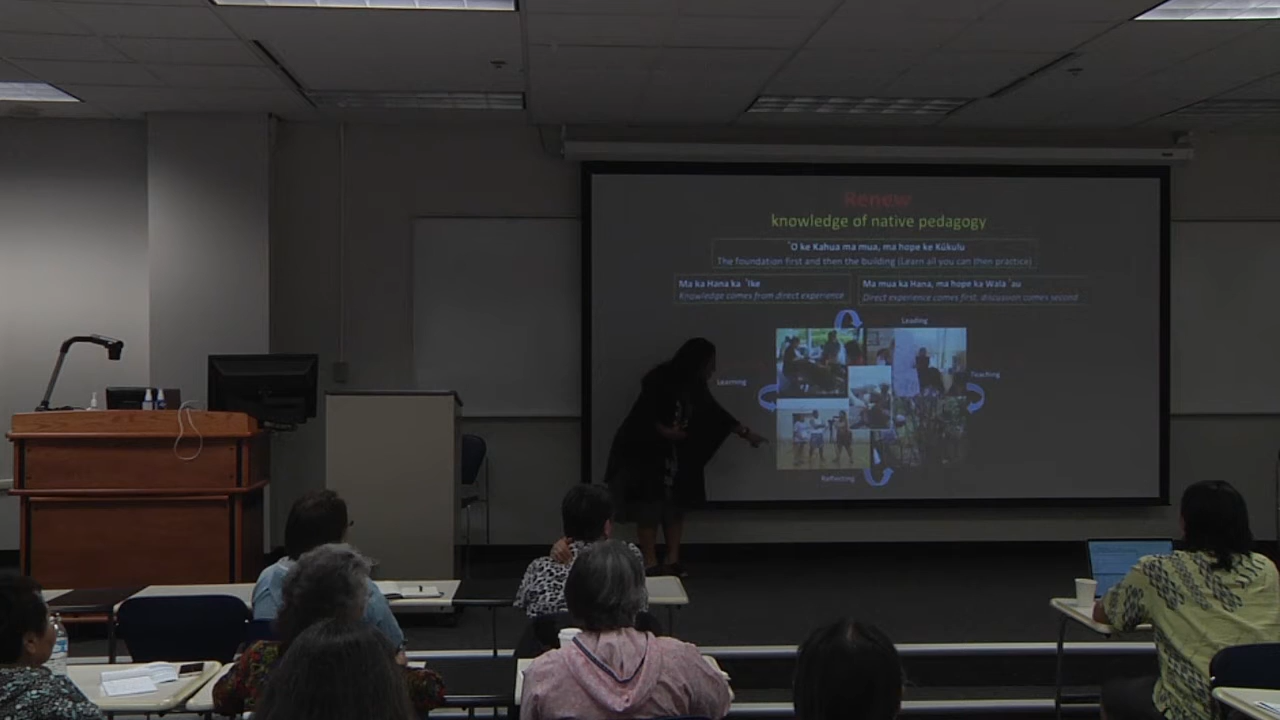 Renew
knowledge of native pedagogy
ʻO ke Kahua ma mua, ma hope ke Kūkulu
The foundation first and then the building (Learn all you can then practice)
Ma ka Hana ka ʻIke
Knowledge comes from direct experience
Ma mua ka Hana, ma hope ka Wala ʻau
Direct experience comes first, discussion comes second
Leading
Learning
Teaching
Reflecting